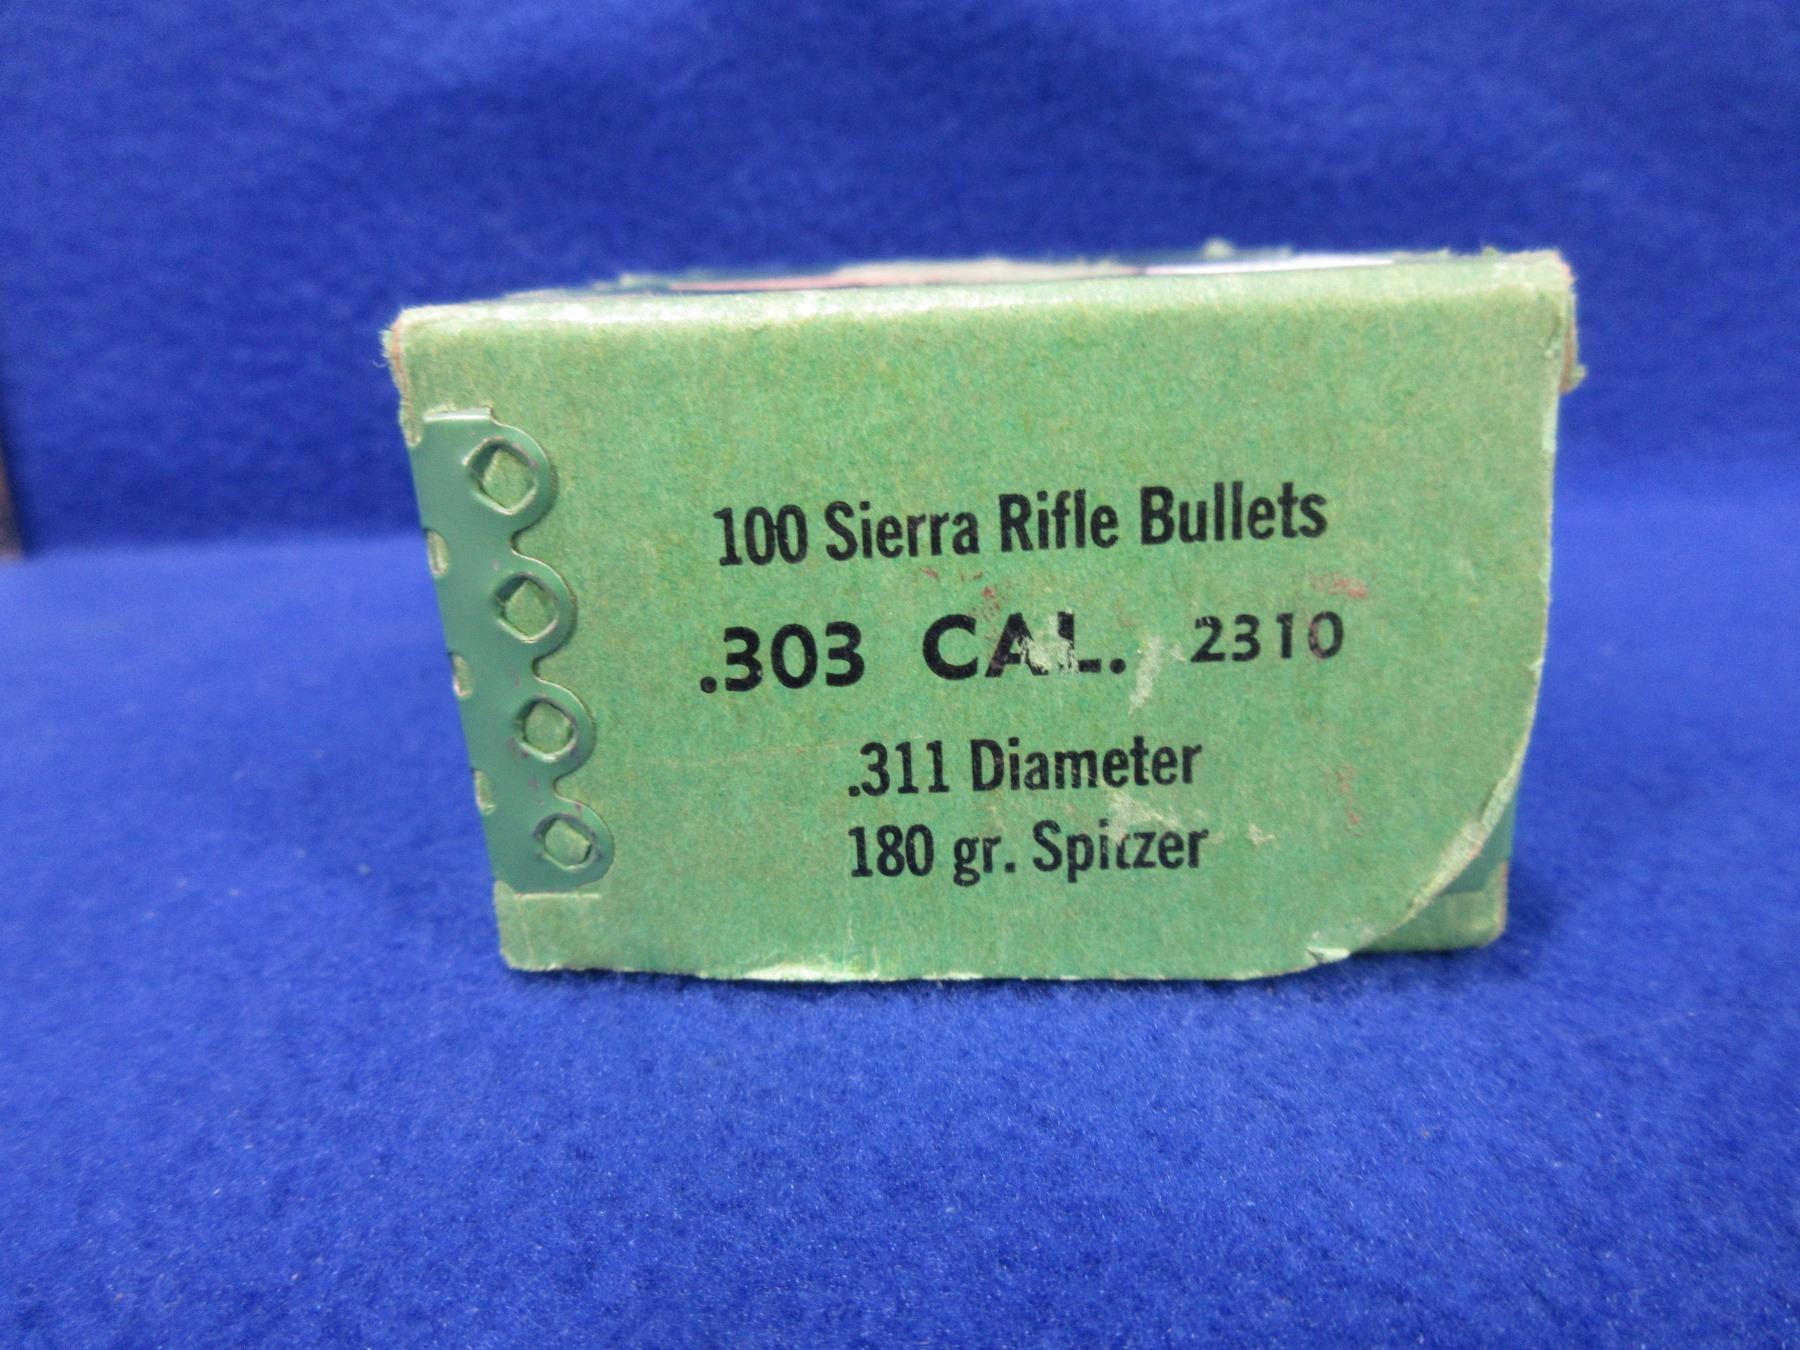 100 Sierra Rifle Bullets
.303 CAL. 2310
.311 Diameter
180 gr. Spitzer